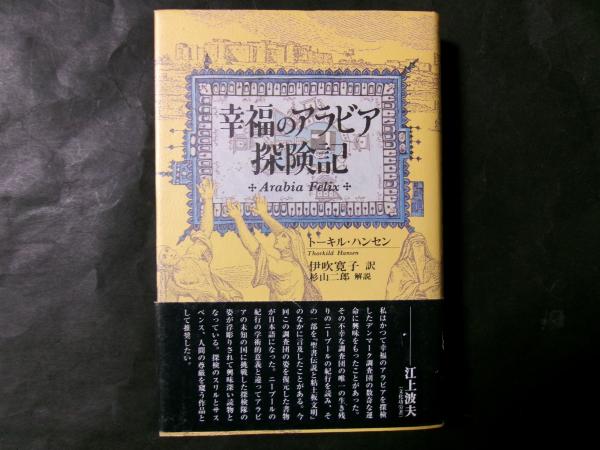 幸福のアラビア
探険記
Arabia Felix
トーキル・ハンセン
Thorkild Hansen
伊吹寛子 訳
杉山二郎 解説
江上波夫
〔文化功労者〕
私はかつて幸福のアラビアを探検
したデンマーク調査団の数奇な運
命に興味をもったことがあった。
その不幸な調査団の唯一の生き残
りのニーブールの紀行を読み、そ
の一部を『聖書伝説と粘土板文明』
のなかに言及したことがある。今
回この調査団の姿を復元した書物
が日本語になった。ニーブールの
紀行の学術的意義と違ってアラビ
アの未知の国に挑戦した探検隊の
姿が浮彫りされて興味深い読物と
なっている。探検のスリルとサス
ペンス、人間の尊厳を窺う作品と
して推奨したい。